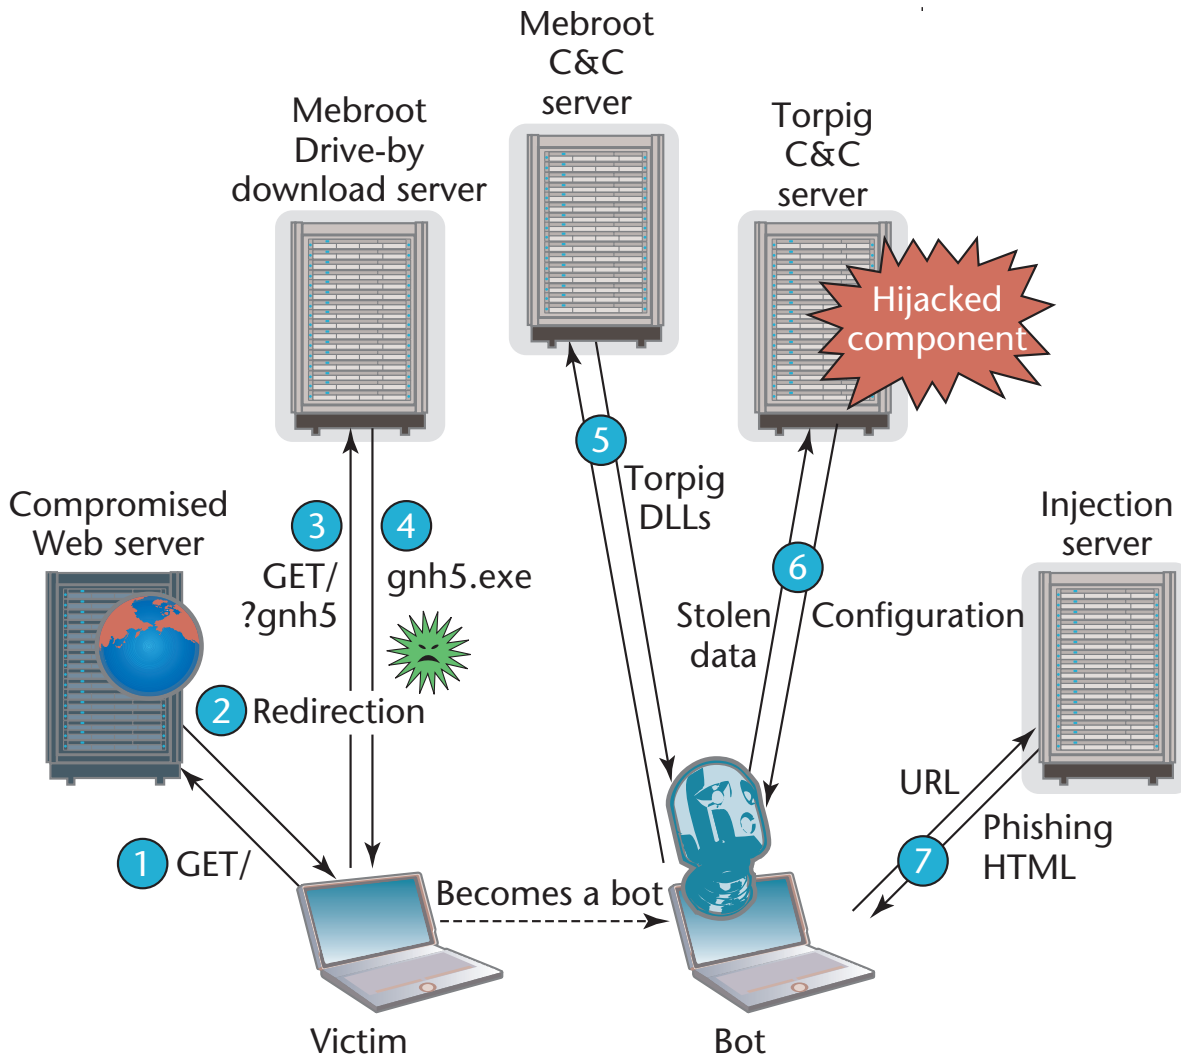 Mebroot
C&C
server
Mebroot
Drive-by
download server
Torpig
C&C
server
Hijacked
component
Compromised
Web server
3
GET/
?gnh5
4
gnh5.exe
5
Torpig
DLLs
6
Stolen
data
Configuration
Injection
server
2 Redirection
1 GET/
URL
7
Phishing
HTML
Becomes a bot
Victim
Bot